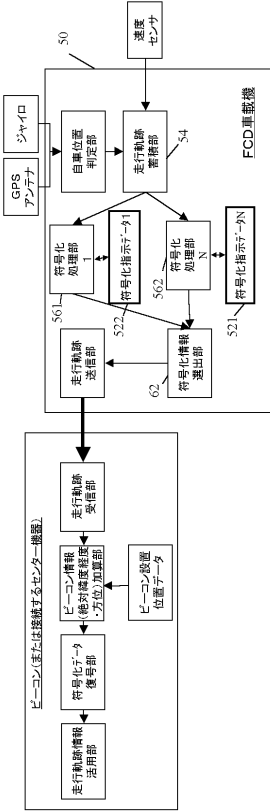 ジャイロ
GPS
アンテナ
速度
センサ
50
自車位置
判定部
走行軌跡
蓄積部
54
FCD車載機
符号化
処理部
1
561
符号化指示データ1
522
符号化
処理部
N
562
符号化指示データN
521
符号化情報
選出部
62
走行軌跡
送信部
ビーコン(または接続するセンター機器)
走行軌跡
受信部
ビーコン情報
(絶対緯度経度
・方位)加算部
ビーコン設置
位置データ
符号化データ
復号部
走行軌跡情報
活用部